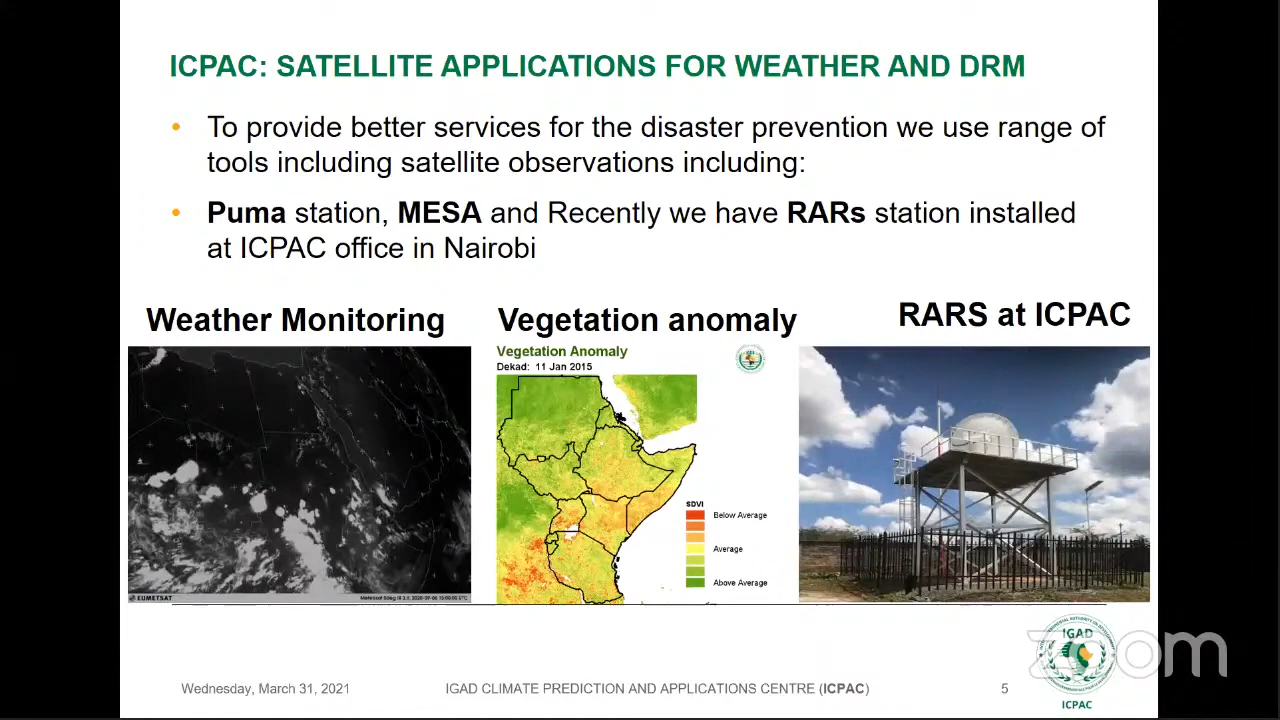 ICPAC: SATELLITE APPLICATIONS FOR WEATHER AND DRM
• To provide better services for the disaster prevention we use range of
tools including satellite observations including:
• Puma station, MESA and Recently we have RARs station installed
at ICPAC office in Nairobi
Weather Monitoring
Vegetation anomaly
RARS at ICPAC
Vegetation Anomaly
Dekad: 11 Jan 2015
SDVI
Below Average
Average
Above Average
EUMETSAT
IGAD
ICPAC
zoom
Wednesday, March 31, 2021
IGAD CLIMATE PREDICTION AND APPLICATIONS CENTRE (ICPAC)
5